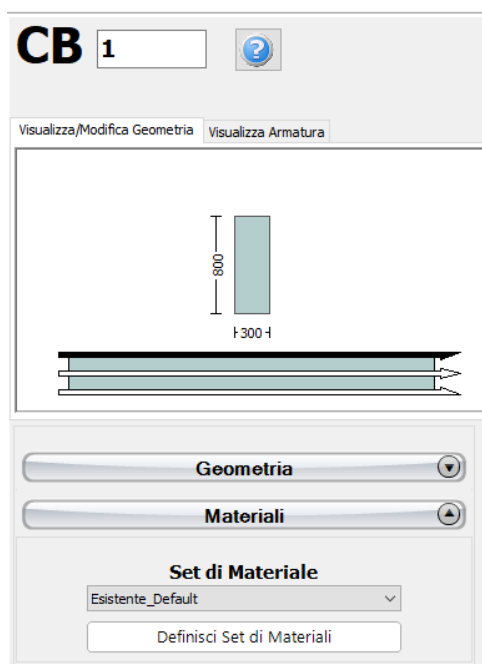 CB 1
Visualizza/Modifica Geometria Visualizza Armatura
800
300
Geometria
Materiali
Set di Materiale
Esistente_Default
Definisci Set di Materiali